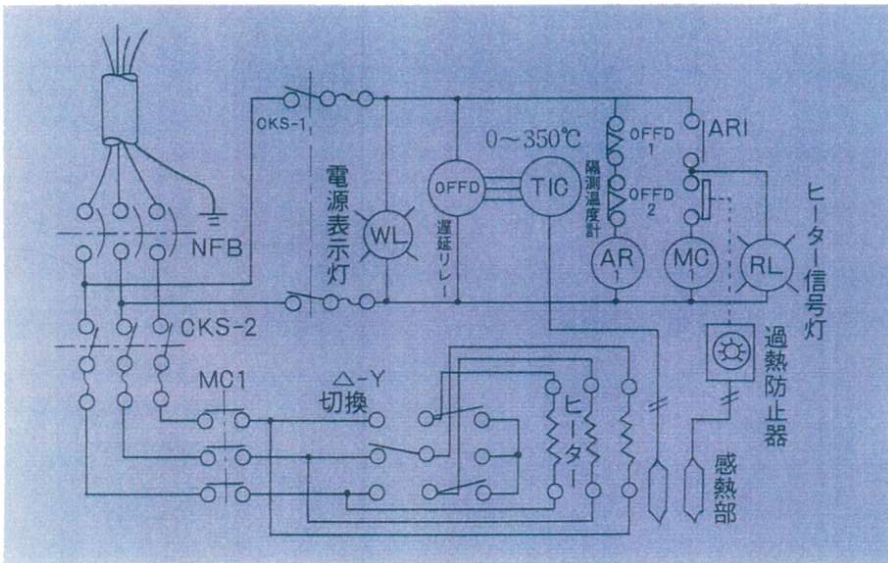 CKS-1
0～350℃
OFFD
1
AR1
電源表示灯
WL
OFFD
遅延リレー
TIC
隔測温度計
OFFD
2
AR
1
MC
1
RL
ヒーター信号灯
NFB
CKS-2
MC1
△-Y
切換
ヒーター
過熱防止器
感熱部